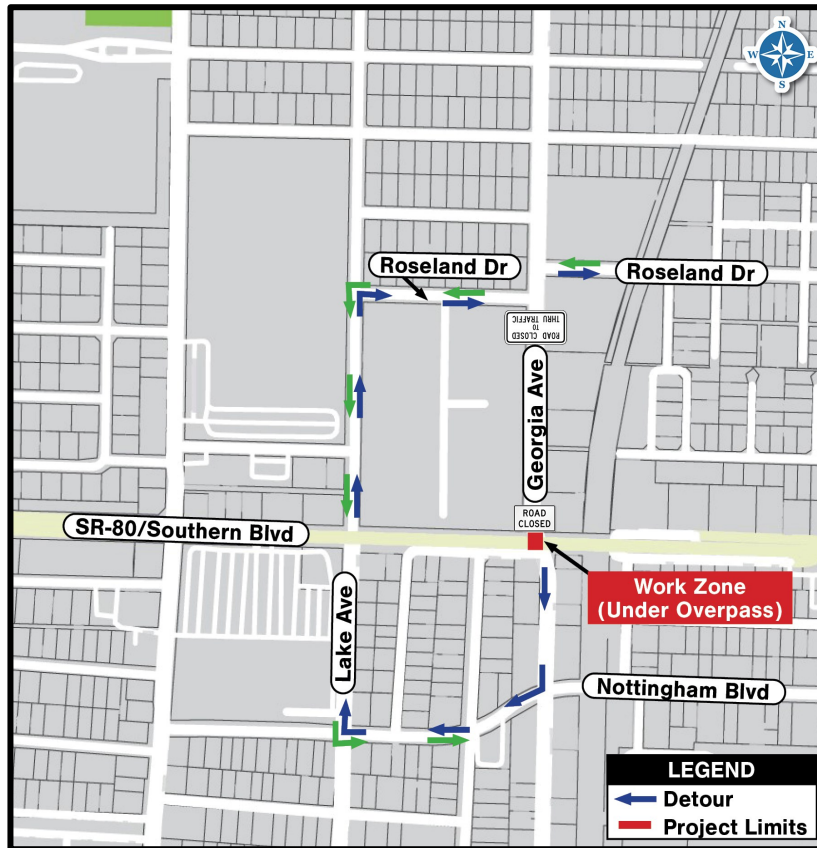 N
W E
S
Roseland Dr
Roseland Dr
ROAD CLOSED
TO
THRU TRAFFIC
Georgia Ave
ROAD
CLOSED
SR-80/Southern Blvd
Work Zone
(Under Overpass)
Lake Ave
Nottingham Blvd
LEGEND
Detour
Project Limits